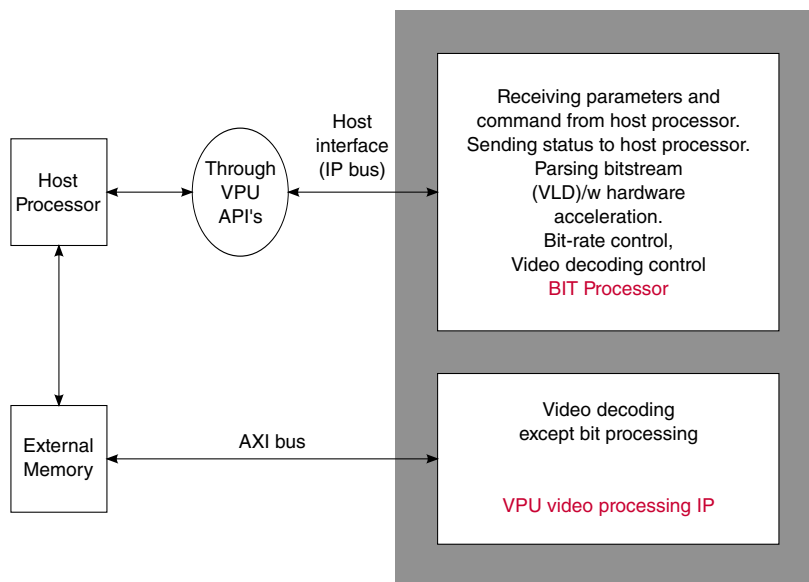 Host
Processor
Through
VPU
API's
Host
interface
(IP bus)
Receiving parameters and
command from host processor.
Sending status to host processor.
Parsing bitstream
(VLD)/w hardware
acceleration.
Bit-rate control,
Video decoding control
BIT Processor
External
Memory
AXI bus
Video decoding
except bit processing
VPU video processing IP